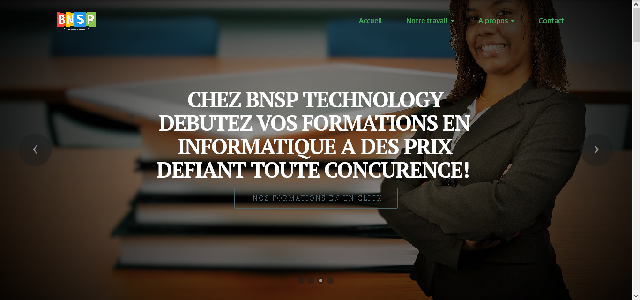 BNSP
Accueil Notre travail A propos Contact
CHEZ BNSP TECHNOLOGY
DEBUTEZ VOS FORMATIONS EN
INFORMATIQUE A DES PRIX
DEFIANT TOUTE CONCURENCE!
NOS FORMATIONS EN UN CLICK